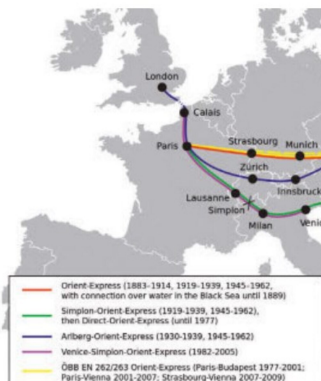 London
Calais
Paris
Strasbourg
Munich
Zürich
Innsbruck
Lausanne
Simplon
Milan
Orient-Express (1883–1914, 1919–1939, 1945–1962,
with connection over water in the Black Sea until 1889)
Simplon-Orient-Express (1919-1939, 1945-1962),
then Direct-Orient-Express (until 1977)
Arlberg-Orient-Express (1930-1939, 1945-1962)
Venice-Simplon-Orient-Express (1982-2005)
ÖBB EN 262/263 Orient-Express (Paris-Budapest 1977-2001;
Paris-Vienna 2001-2007; Strasbourg-Vienna 2007-2009)